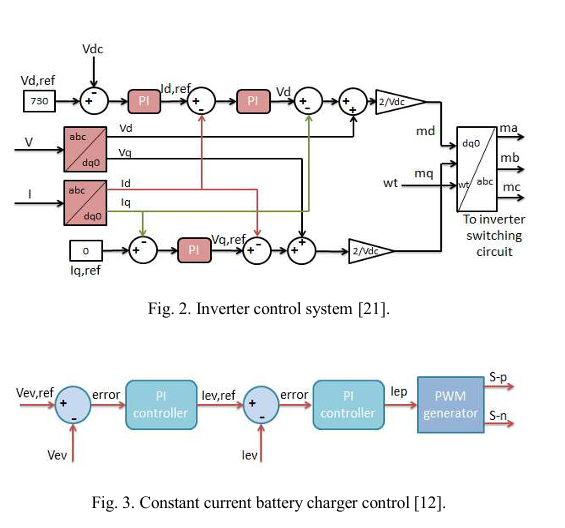 Vdc
Vd,ref
730
+
-
PI
Id,ref
+
-
PI
Vd
+
-
+
+
2/Vdc
V
abc
dq0
Vd
Vq
md
dq0
ma
mb
I
abc
dq0
Id
Iq
wt
mq
wt
abc
mc
0
Iq,ref
+
-
PI
Vq,ref
+
-
+
+
2/Vdc
To inverter
switching
circuit
Fig. 2. Inverter control system [21].
Vev,ref
+
-
error
PI
controller
Iev,ref
+
-
error
PI
controller
Iep
PWM
generator
S-p
S-n
Vev
Iev
Fig. 3. Constant current battery charger control [12].